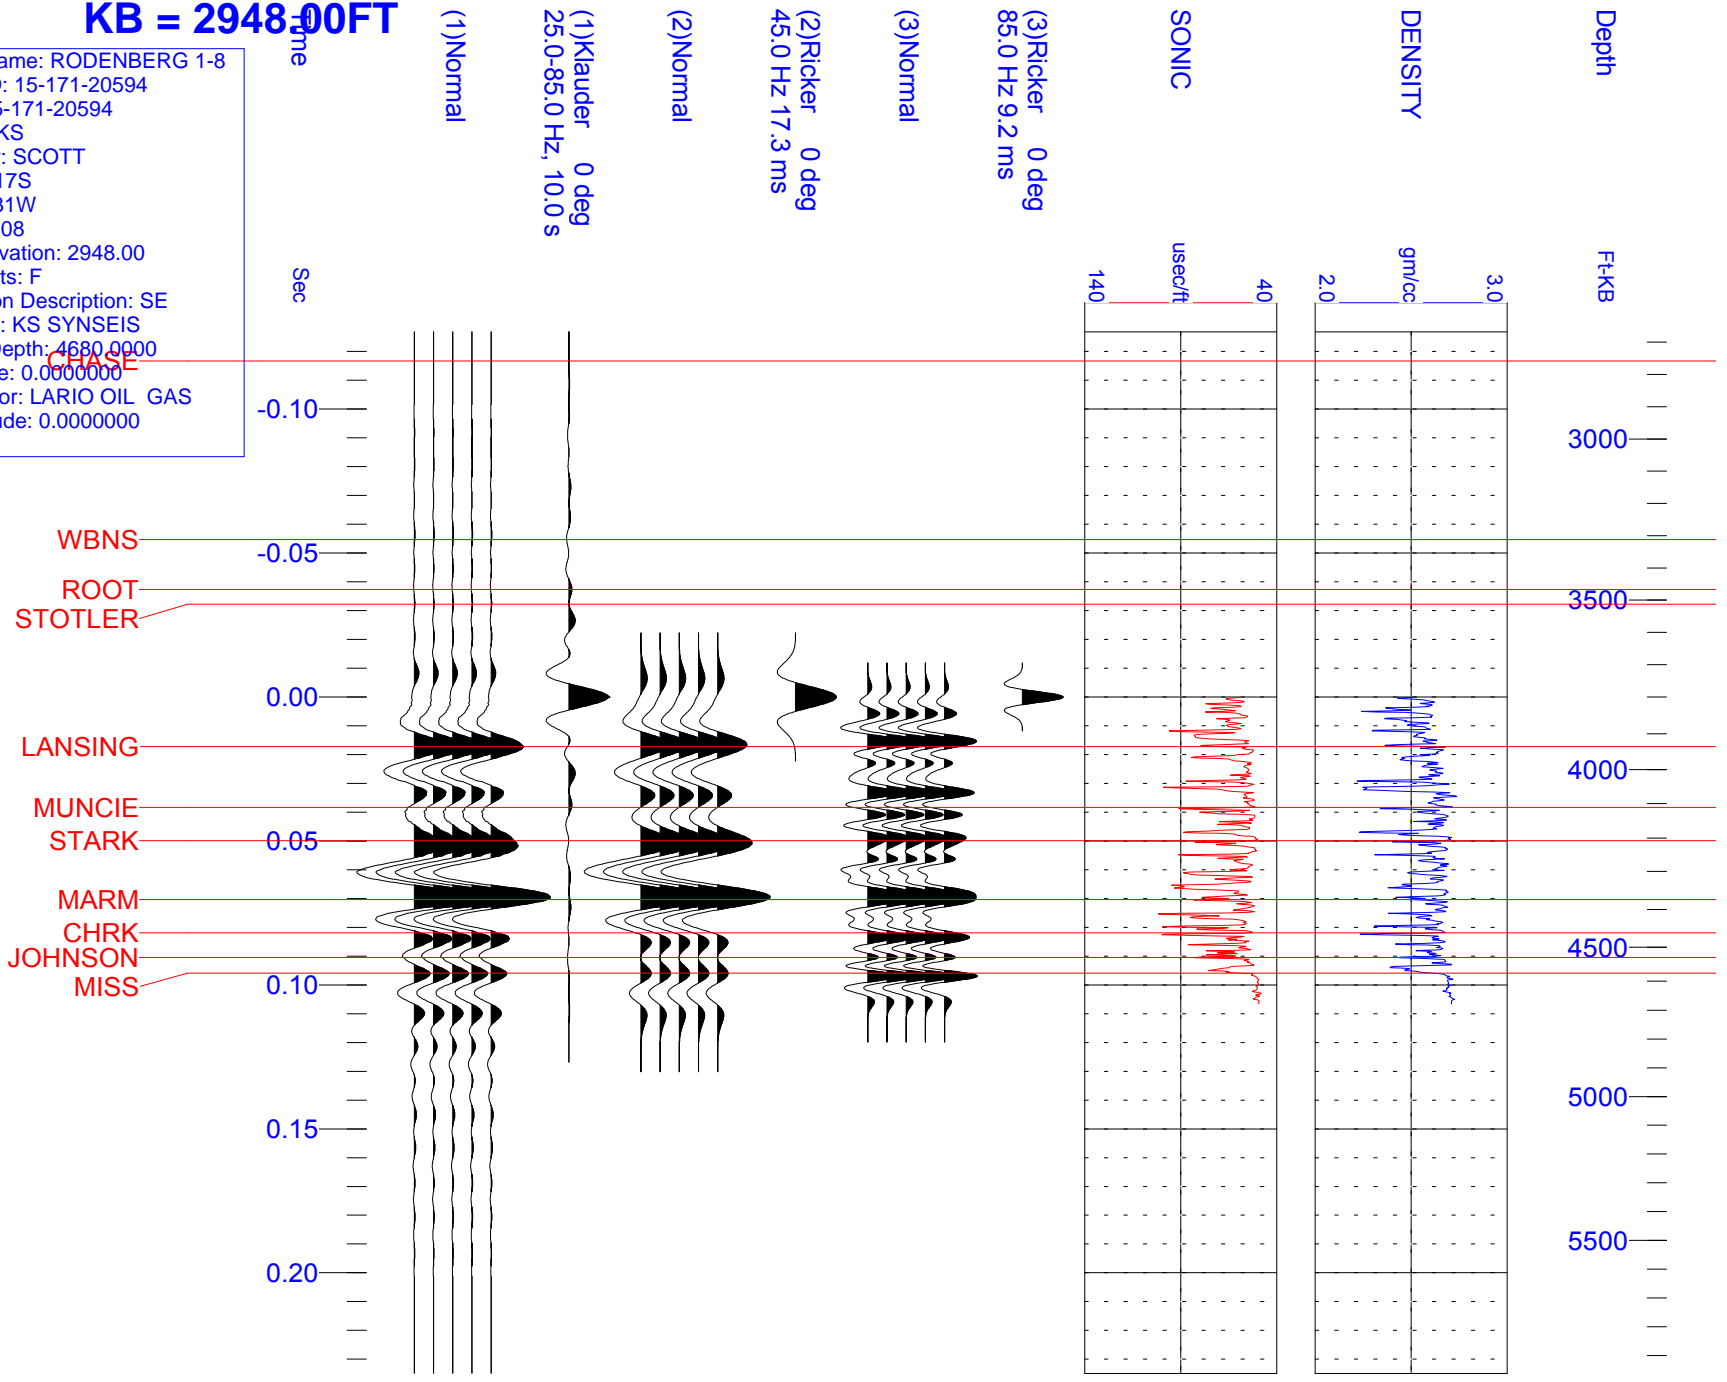 KB = 2948.00FT
ame: RODENBERG 1-8
: 15-171-20594
-171-20594
KS
: SCOTT
17S
31W
08
vation: 2948.00
ts: F
on Description: SE
: KS SYNSEIS
Depth: 4680.0000
e: 0.0000000
or: LARIO OIL GAS
ude: 0.0000000
Time
Sec
(1)Normal
(1)Klauder 0 deg
25.0-85.0 Hz, 10.0 s
(2)Normal
(2)Ricker 0 deg
45.0 Hz 17.3 ms
(3)Normal
(3)Ricker 0 deg
85.0 Hz 9.2 ms
SONIC
140 usec/ft 40
DENSITY
2.0 gm/cc 3.0
Depth
Ft-KB
CHASE
WBNS
ROOT
STOTLER
LANSING
MUNCIE
STARK
MARM
CHRK
JOHNSON
MISS
-0.10
-0.05
0.00
0.05
0.10
0.15
0.20
3000
3500
4000
4500
5000
5500